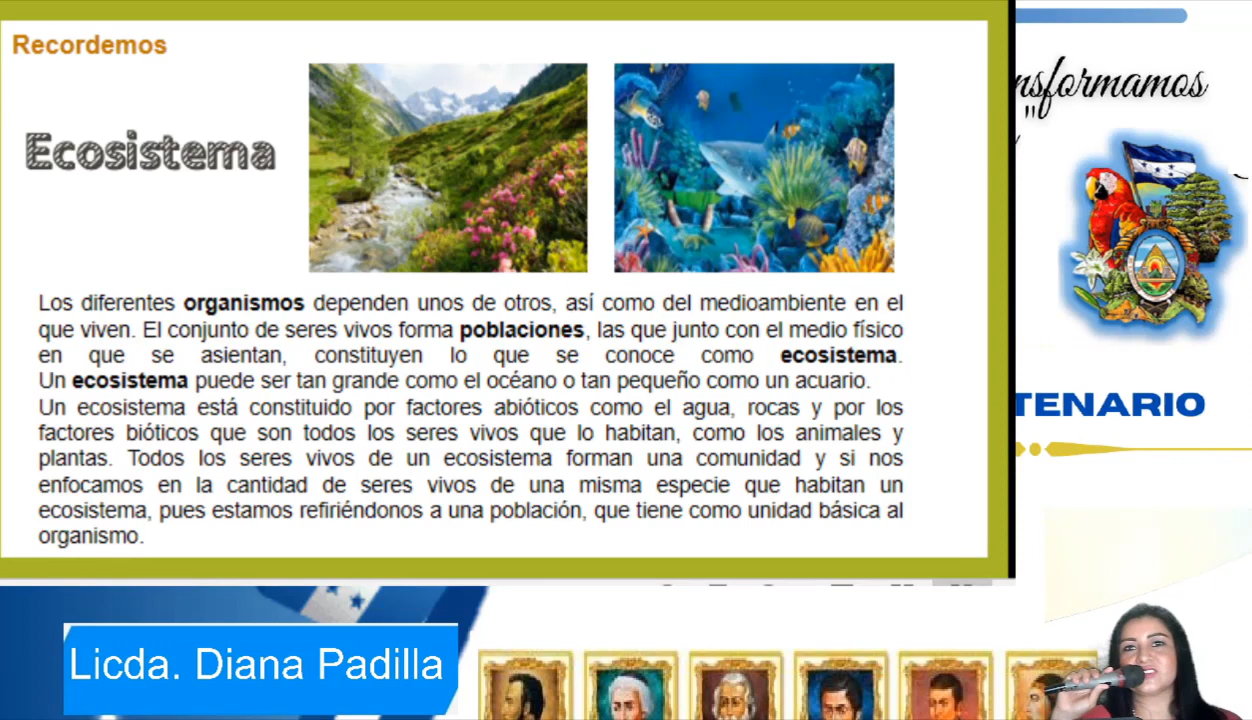 Recordemos
Ecosistema
Los diferentes organismos dependen unos de otros, así como del medioambiente en el
que viven. El conjunto de seres vivos forma poblaciones, las que junto con el medio físico
en que se asientan, constituyen lo que se conoce como ecosistema.
Un ecosistema puede ser tan grande como el océano o tan pequeño como un acuario.
Un ecosistema está constituido por factores abióticos como el agua, rocas y por los
factores bióticos que son todos los seres vivos que lo habitan, como los animales y
plantas. Todos los seres vivos de un ecosistema forman una comunidad y si nos
enfocamos en la cantidad de seres vivos de una misma especie que habitan un
ecosistema, pues estamos refiriéndonos a una población, que tiene como unidad básica al
organismo.
nsformamos
"
TENARIO
Licda. Diana Padilla